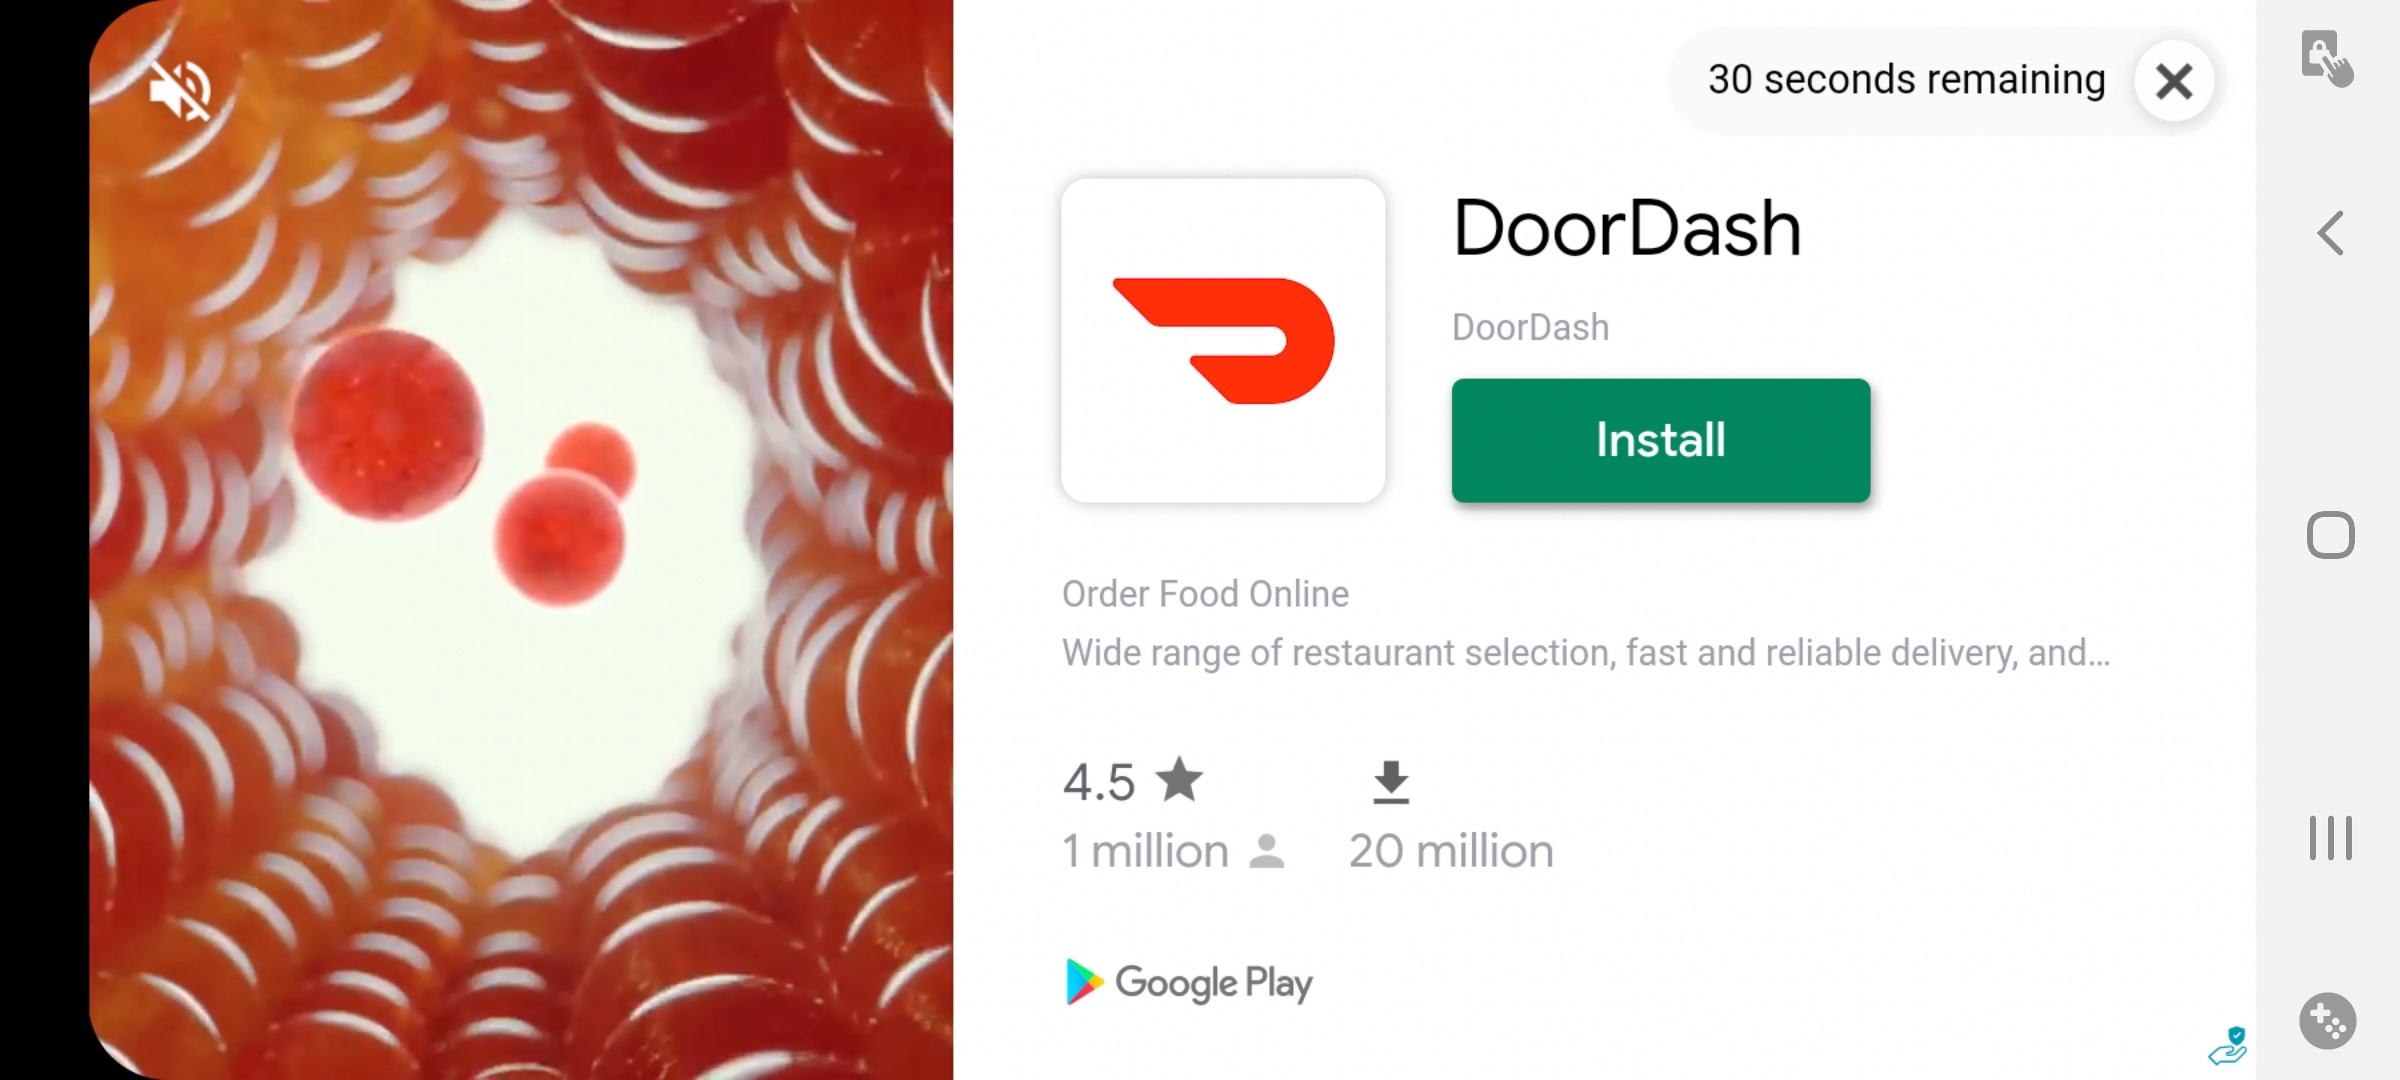 30 seconds remaining
DoorDash
DoorDash
Install
Order Food Online
Wide range of restaurant selection, fast and reliable delivery, and...
4.5
1 million
20 million
Google Play